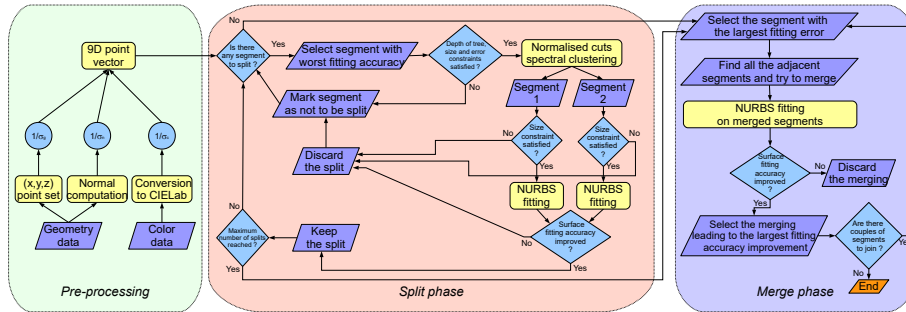 9D point
vector
1/σg
1/σn
1/σc
(x,y,z)
point set
Normal
computation
Conversion
to CIELab
Geometry
data
Color
data
Pre-processing
No
Is there
any segment
to split ?
Yes
Select segment with
worst fitting accuracy
Depth of tree,
size and error
constraints
satisfied ?
Yes
No
Normalised cuts
spectral clustering
Mark segment
as not to be split
Segment
1
Segment
2
Size
constraint
satisfied
?
No
Yes
Size
constraint
satisfied
?
No
Yes
Discard
the split
NURBS
fitting
NURBS
fitting
No
Maximum
number of splits
reached ?
Yes
Keep
the split
No
Surface
fitting accuracy
improved
?
Yes
Split phase
Select the segment with
the largest fitting error
Find all the adjacent
segments and try to merge
NURBS fitting
on merged segments
Surface
fitting
accuracy
improved
?
No
Discard
the merging
Yes
Select the merging
leading to the largest fitting
accuracy improvement
Are there
couples of
segments
to join ?
No
End
Merge phase